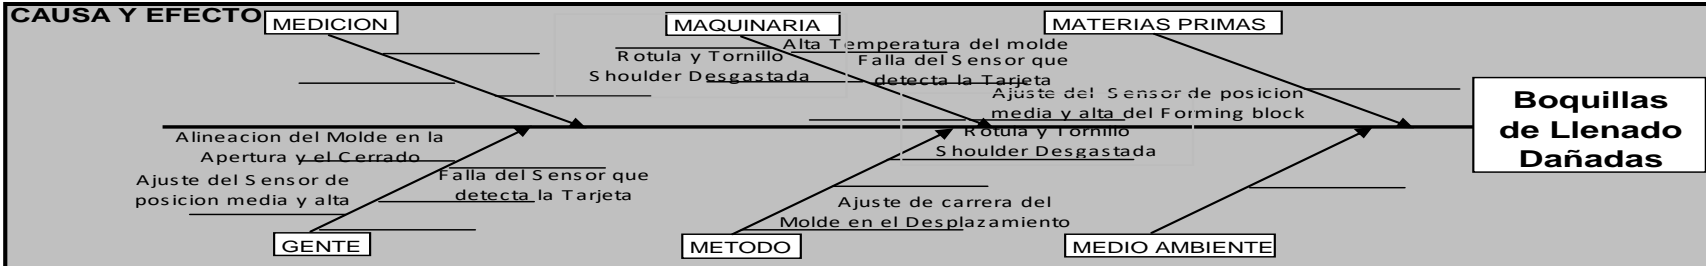 CAUSA Y EFECTO
MEDICION
MAQUINARIA
MATERIAS PRIMAS
Rotula y Tornillo
Shoulder Desgastada
Alta Temperatura del molde
Falla del Sensor que
detecta la Tarjeta
Ajuste del Sensor de posicion
media y alta del Forming block
Boquillas
de Llenado
Dañadas
Alineacion del Molde en la
Apertura y el Cerrado
Ajuste del Sensor de
posicion media y alta
Falla del Sensor que
detecta la Tarjeta
Rotula y Tornillo
Shoulder Desgastada
Ajuste de carrera del
Molde en el Desplazamiento
GENTE
METODO
MEDIO AMBIENTE